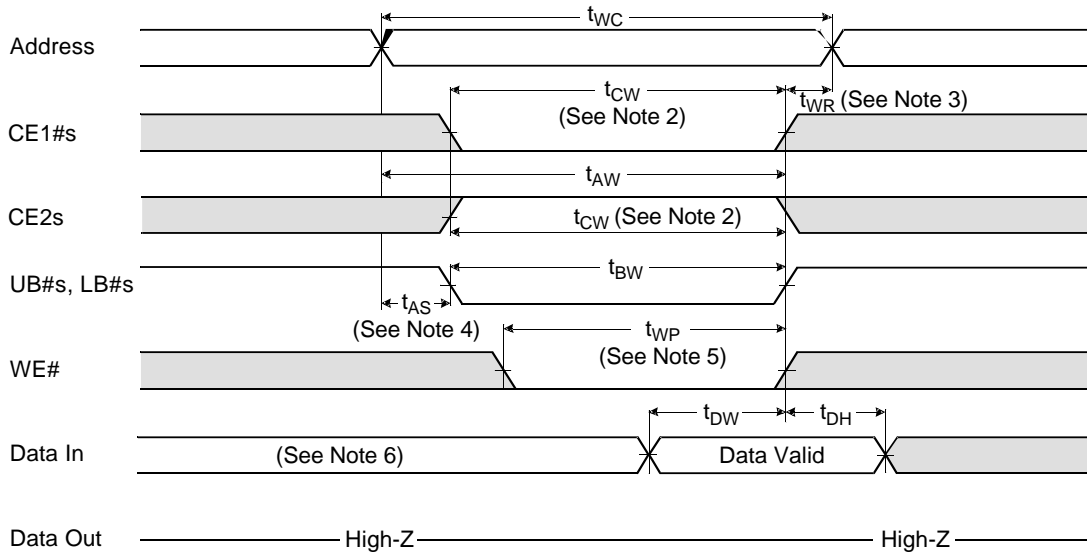 tWC
Address
tCW
(See Note 2)
tWR (See Note 3)
CE1#s
tAW
CE2s
tCW (See Note 2)
UB#s, LB#s
tBW
tAS
(See Note 4)
tWP
(See Note 5)
WE#
tDW
tDH
Data In
(See Note 6)
Data Valid
Data Out
High-Z
High-Z